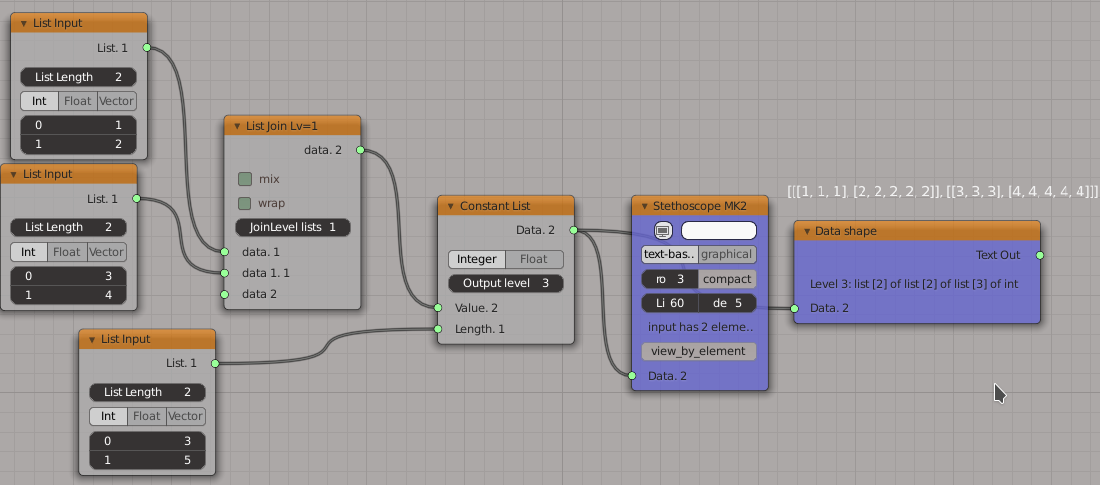 List Input
List. 1
List Length 2
Int Float Vector
0 1
1 2
List Input
List. 1
List Length 2
Int Float Vector
0 3
1 4
List Input
List. 1
List Length 2
Int Float Vector
0 3
1 5
List Join Lv=1
data. 2
mix
wrap
JoinLevel lists 1
data. 1
data 1. 1
data 2
Constant List
Data. 2
Integer Float
Output level 3
Value. 2
Length. 1
Stethoscope MK2
text-bas.. graphical
ro 3 compact
Li 60 de 5
input has 2 eleme..
view_by_element
Data. 2
[[[1, 1, 1], [2, 2, 2, 2, 2]], [[3, 3, 3], [4, 4, 4, 4, 4]]]
Data shape
Text Out
Level 3: list [2] of list [2] of list [3] of int
Data. 2